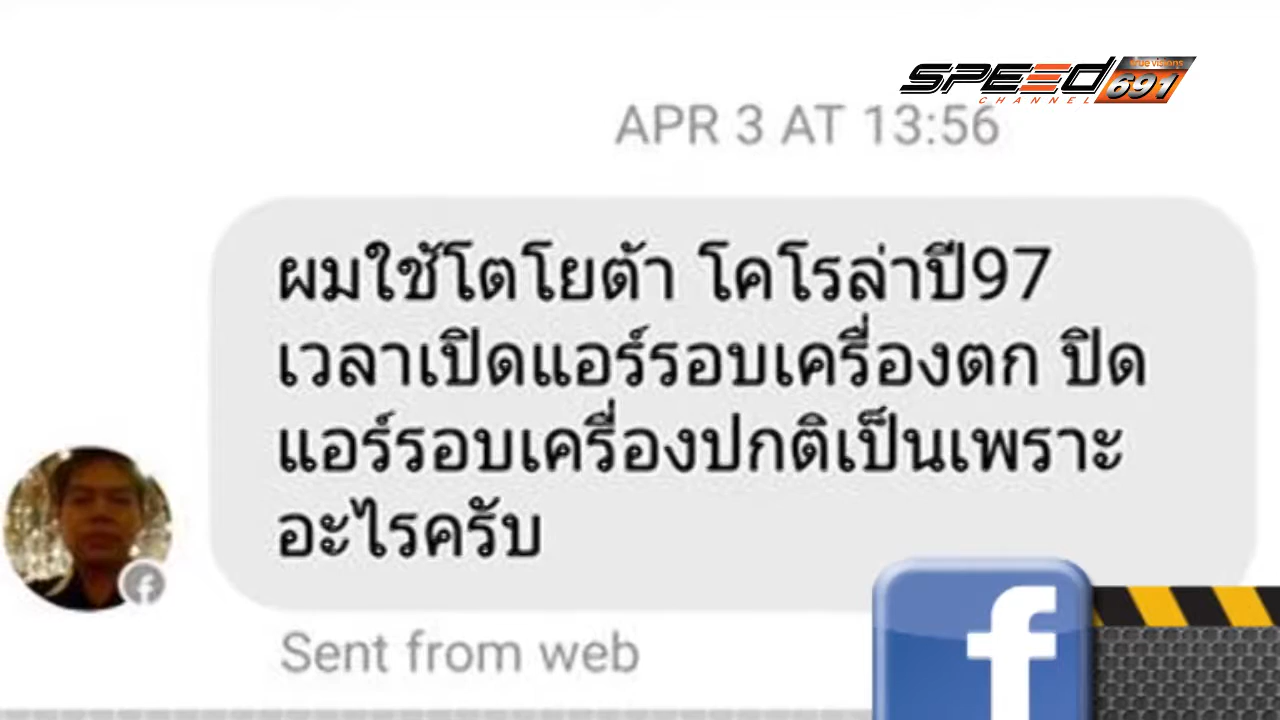 SPEED
true visions
CHANNEL
691
APR 3 AT 13:56
ผมใช้โตโยต้า โคโรล่าปี97
เวลาเปิดแอร์รอบเครื่องตก ปิด
แอร์รอบเครื่องปกติเป็นเพราะ
อะไรครับ
Sent from web
f